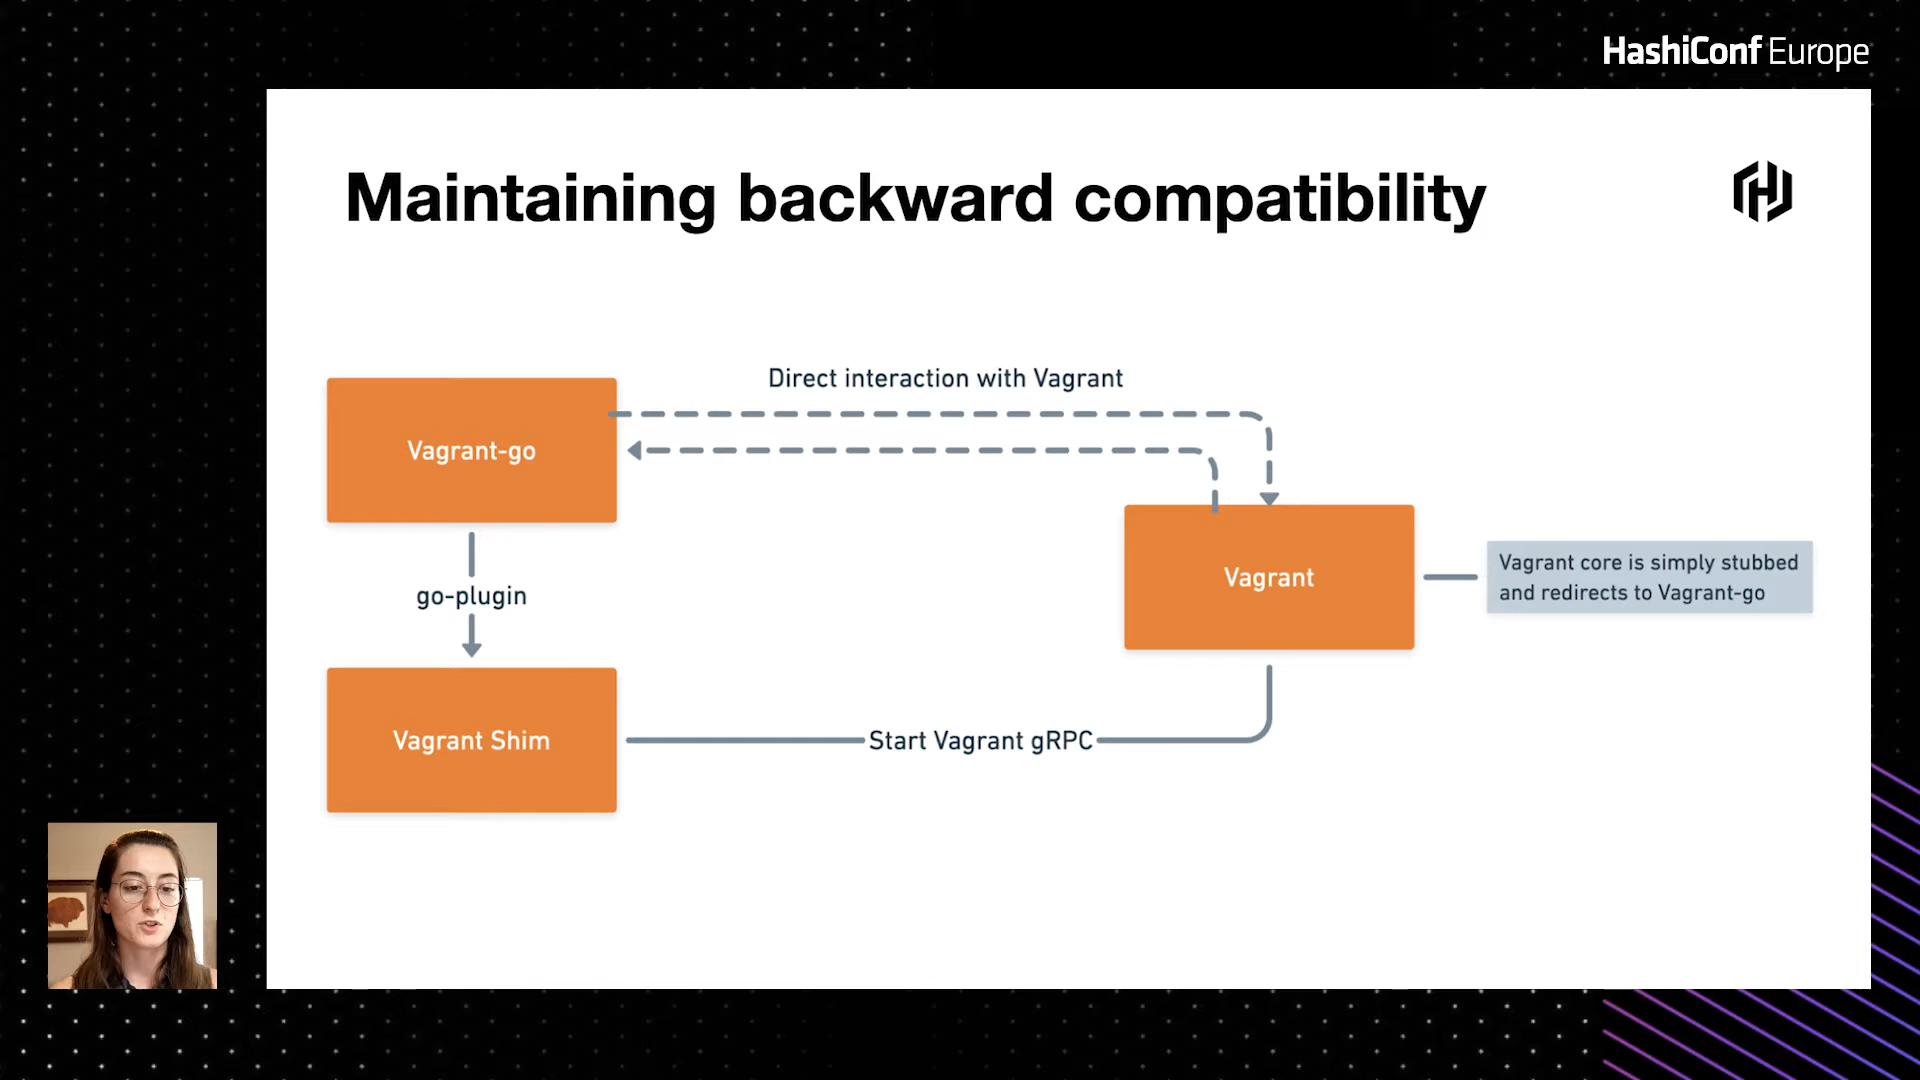 HashiConf Europe
Maintaining backward compatibility
Direct interaction with Vagrant
Vagrant-go
go-plugin
Vagrant Shim
Start Vagrant gRPC
Vagrant
Vagrant core is simply stubbed
and redirects to Vagrant-go